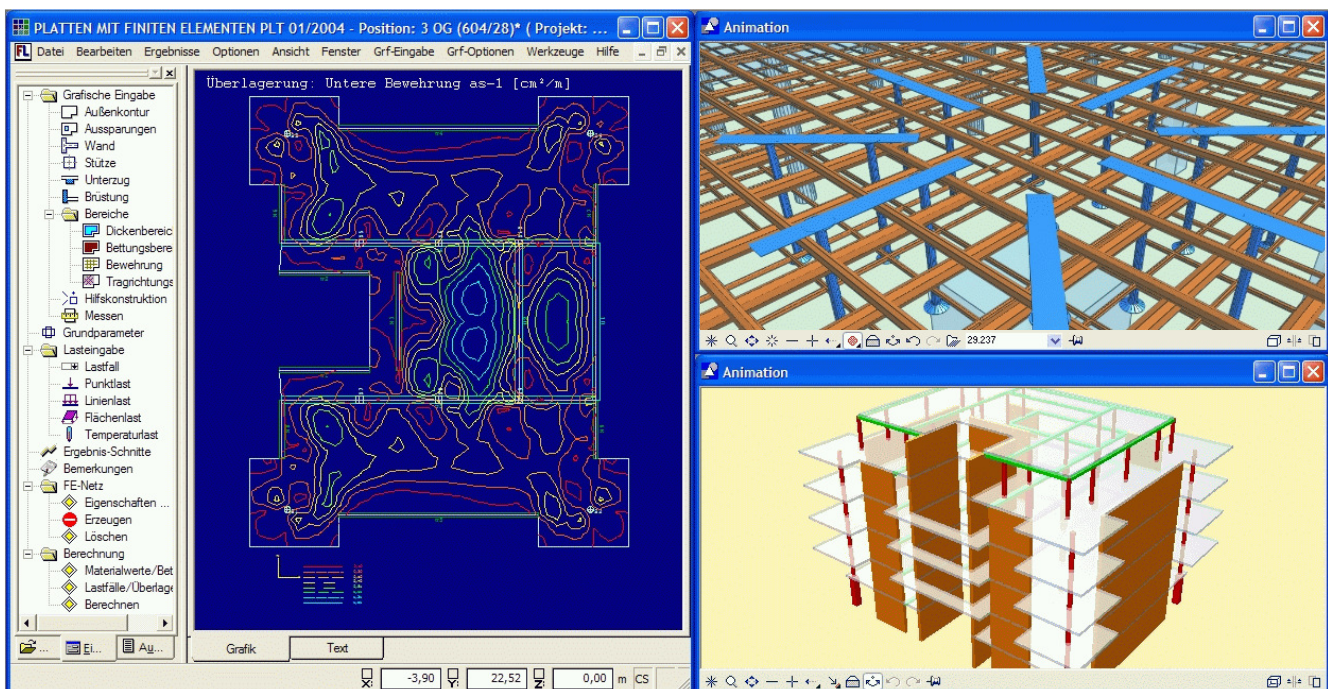 PLATTEN MIT FINITEN ELEMENTEN PLT 01/2004 - Position: 3 OG (604/28)* ( Projekt: ...
FL Datei Bearbeiten Ergebnisse Optionen Ansicht Fenster Grf-Eingabe Grf-Optionen Werkzeuge Hilfe
Grafische Eingabe
Außenkontur
Aussparungen
Wand
Stütze
Unterzug
Brüstung
Bereiche
Dickenbereic
Bettungsbere
Bewehrung
Tragrichtungs
Hilfskonstruktion
Messen
Grundparameter
Lasteingabe
Lastfall
Punktlast
Linienlast
Flächenlast
Temperaturlast
Ergebnis-Schnitte
Bemerkungen
FE-Netz
Eigenschaften ...
Erzeugen
Löschen
Berechnung
Materialwerte/Bet
Lastfälle/Überlage
Berechnen
... Ei... Au...
Überlagerung: Untere Bewehrung as-1 [cm²/m]
Grafik Text
X: -3,90 Y: 22,52 Z: 0,00 m CS
Animation
29.237
Animation